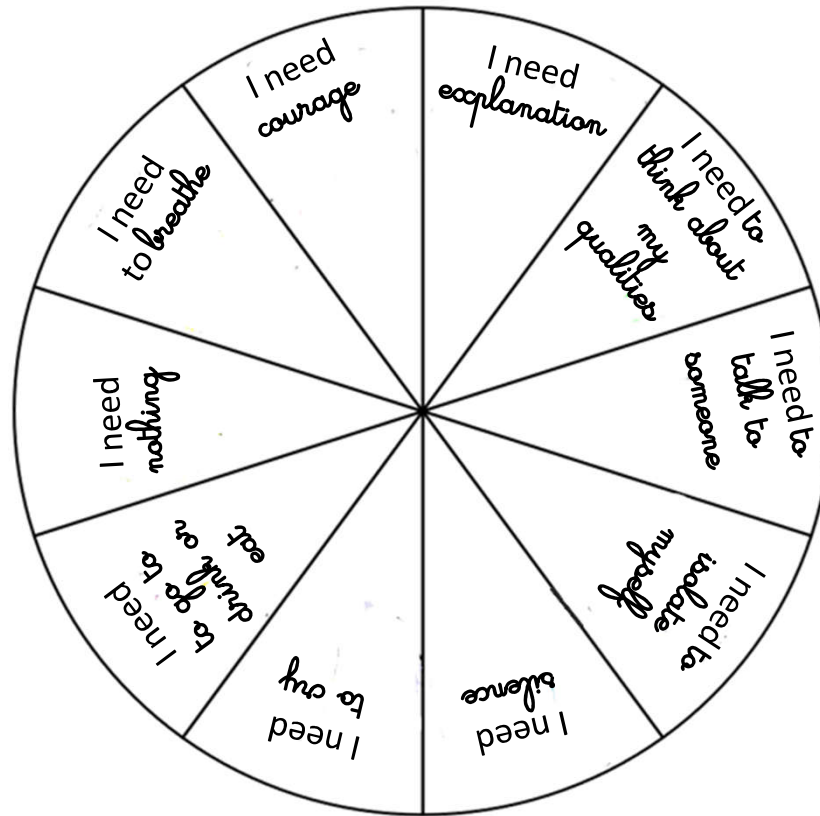 I need
explanation
I need to
think about
my
qualities
I need to
talk to
someone
I need to
isolate
myself
I need
silence
I need
to cry
I need
to go to
drink or
eat
I need
nothing
I need
to breathe
I need
courage